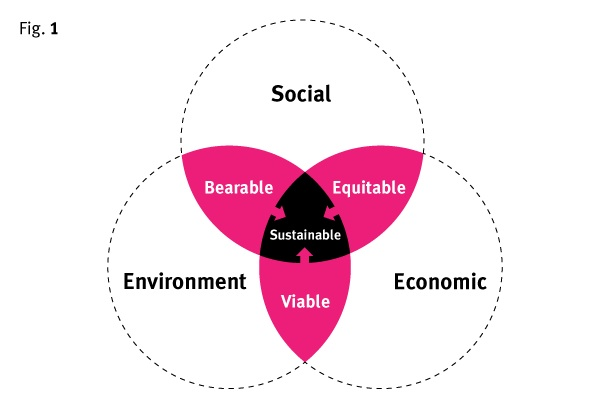 Fig. 1
Social
Bearable
Equitable
Sustainable
Environment
Economic
Viable